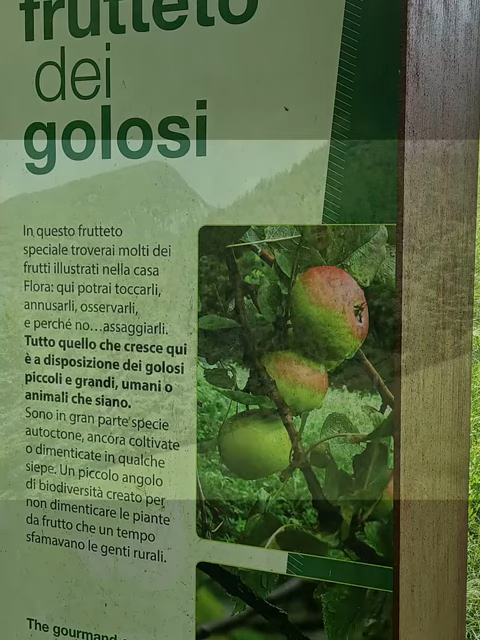 frutteto
dei
golosi
In questo frutteto
speciale troverai molti dei
frutti illustrati nella casa
Flora: qui potrai toccarli,
annusarli, osservarli,
e perché no...assaggiarli.
Tutto quello che cresce qui
è a disposizione dei golosi
piccoli e grandi, umani o
animali che siano.
Sono in gran parte specie
autoctone, ancora coltivate
o dimenticate in qualche
siepe. Un piccolo angolo
di biodiversità creato per
non dimenticare le piante
da frutto che un tempo
sfamavano le genti rurali.
The gourmand